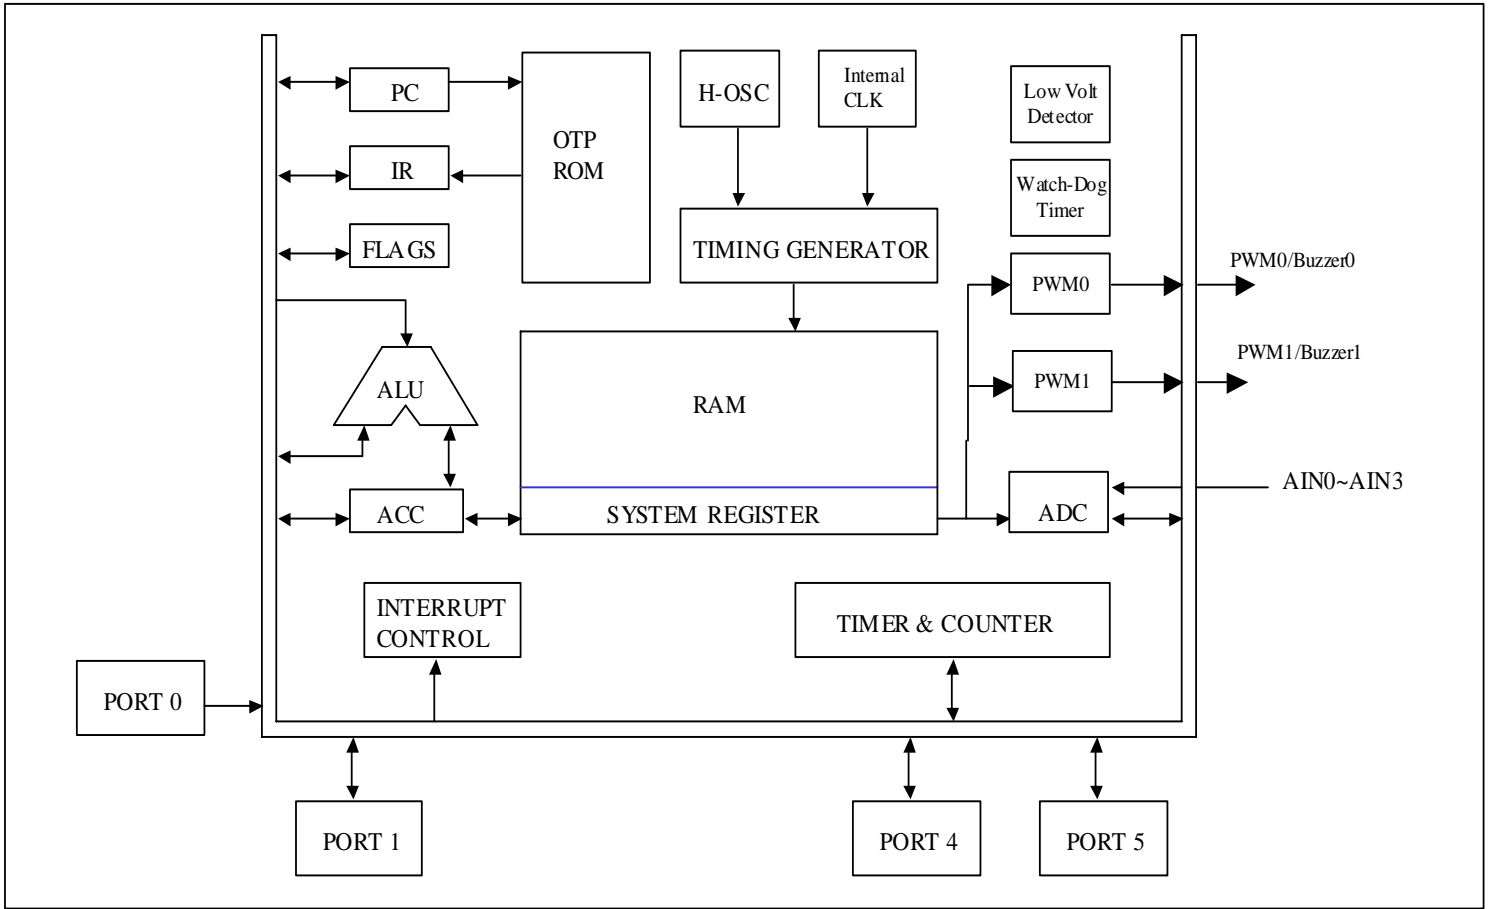 PC
IR
FLAGS
OTP
ROM
H-OSC
Internal
CLK
Low Volt
Detector
Watch-Dog
Timer
TIMING GENERATOR
PWM0
PWM0/Buzzer0
PWM1
PWM1/Buzzer1
ALU
RAM
ACC
SYSTEM REGISTER
ADC
AIN0~AIN3
INTERRUPT
CONTROL
TIMER & COUNTER
PORT 0
PORT 1
PORT 4
PORT 5